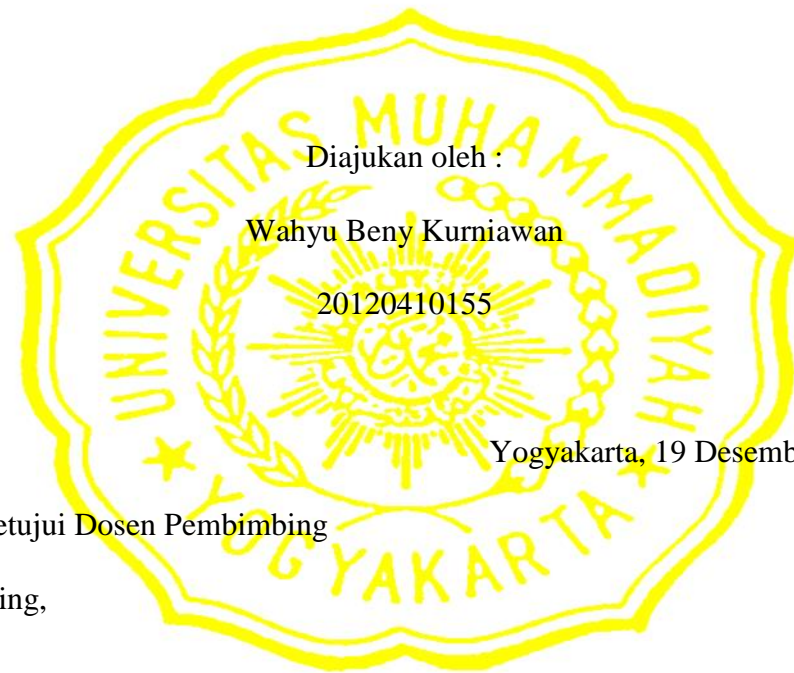 UNIVERSITAS MUHAMMADIYAH
Diajukan oleh :
Wahyu Beny Kurniawan
20120410155
Yogyakarta, 19 Desemb
etujui Dosen Pembimbing
ing,
★ YOGYAKARTA ★